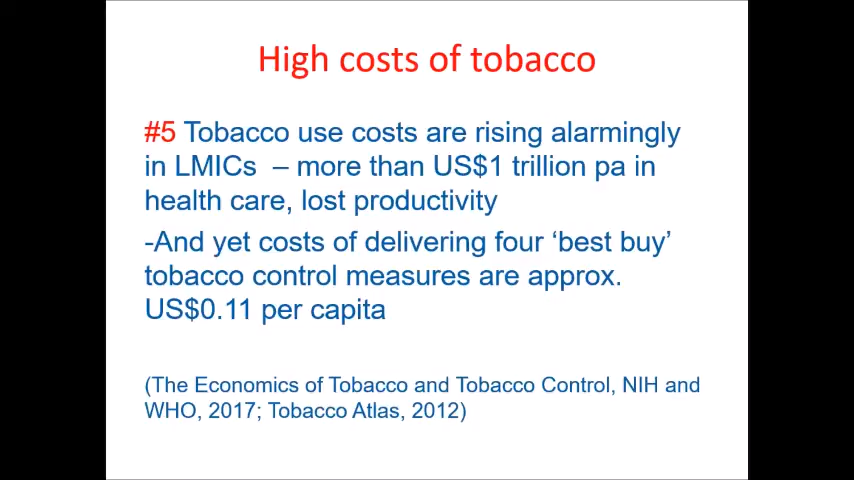 High costs of tobacco
#5 Tobacco use costs are rising alarmingly
in LMICs – more than US$1 trillion pa in
health care, lost productivity
-And yet costs of delivering four ‘best buy’
tobacco control measures are approx.
US$0.11 per capita
(The Economics of Tobacco and Tobacco Control, NIH and
WHO, 2017; Tobacco Atlas, 2012)